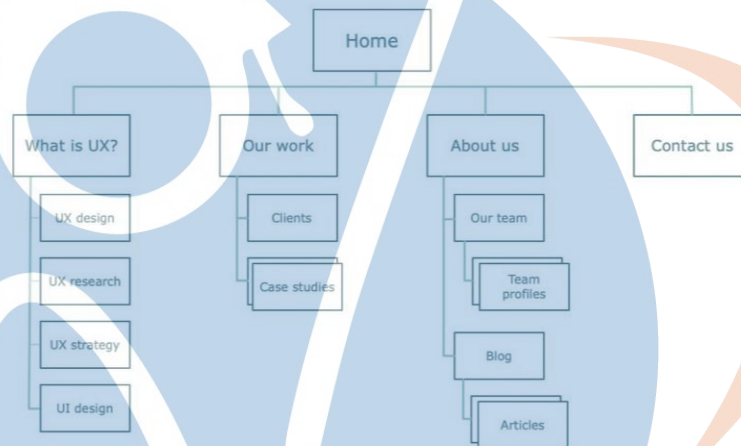 Home
What is UX?
Our work
About us
Contact us
UX design
Clients
Our team
UX research
Case studies
Team
profiles
UX strategy
Blog
UI design
Articles